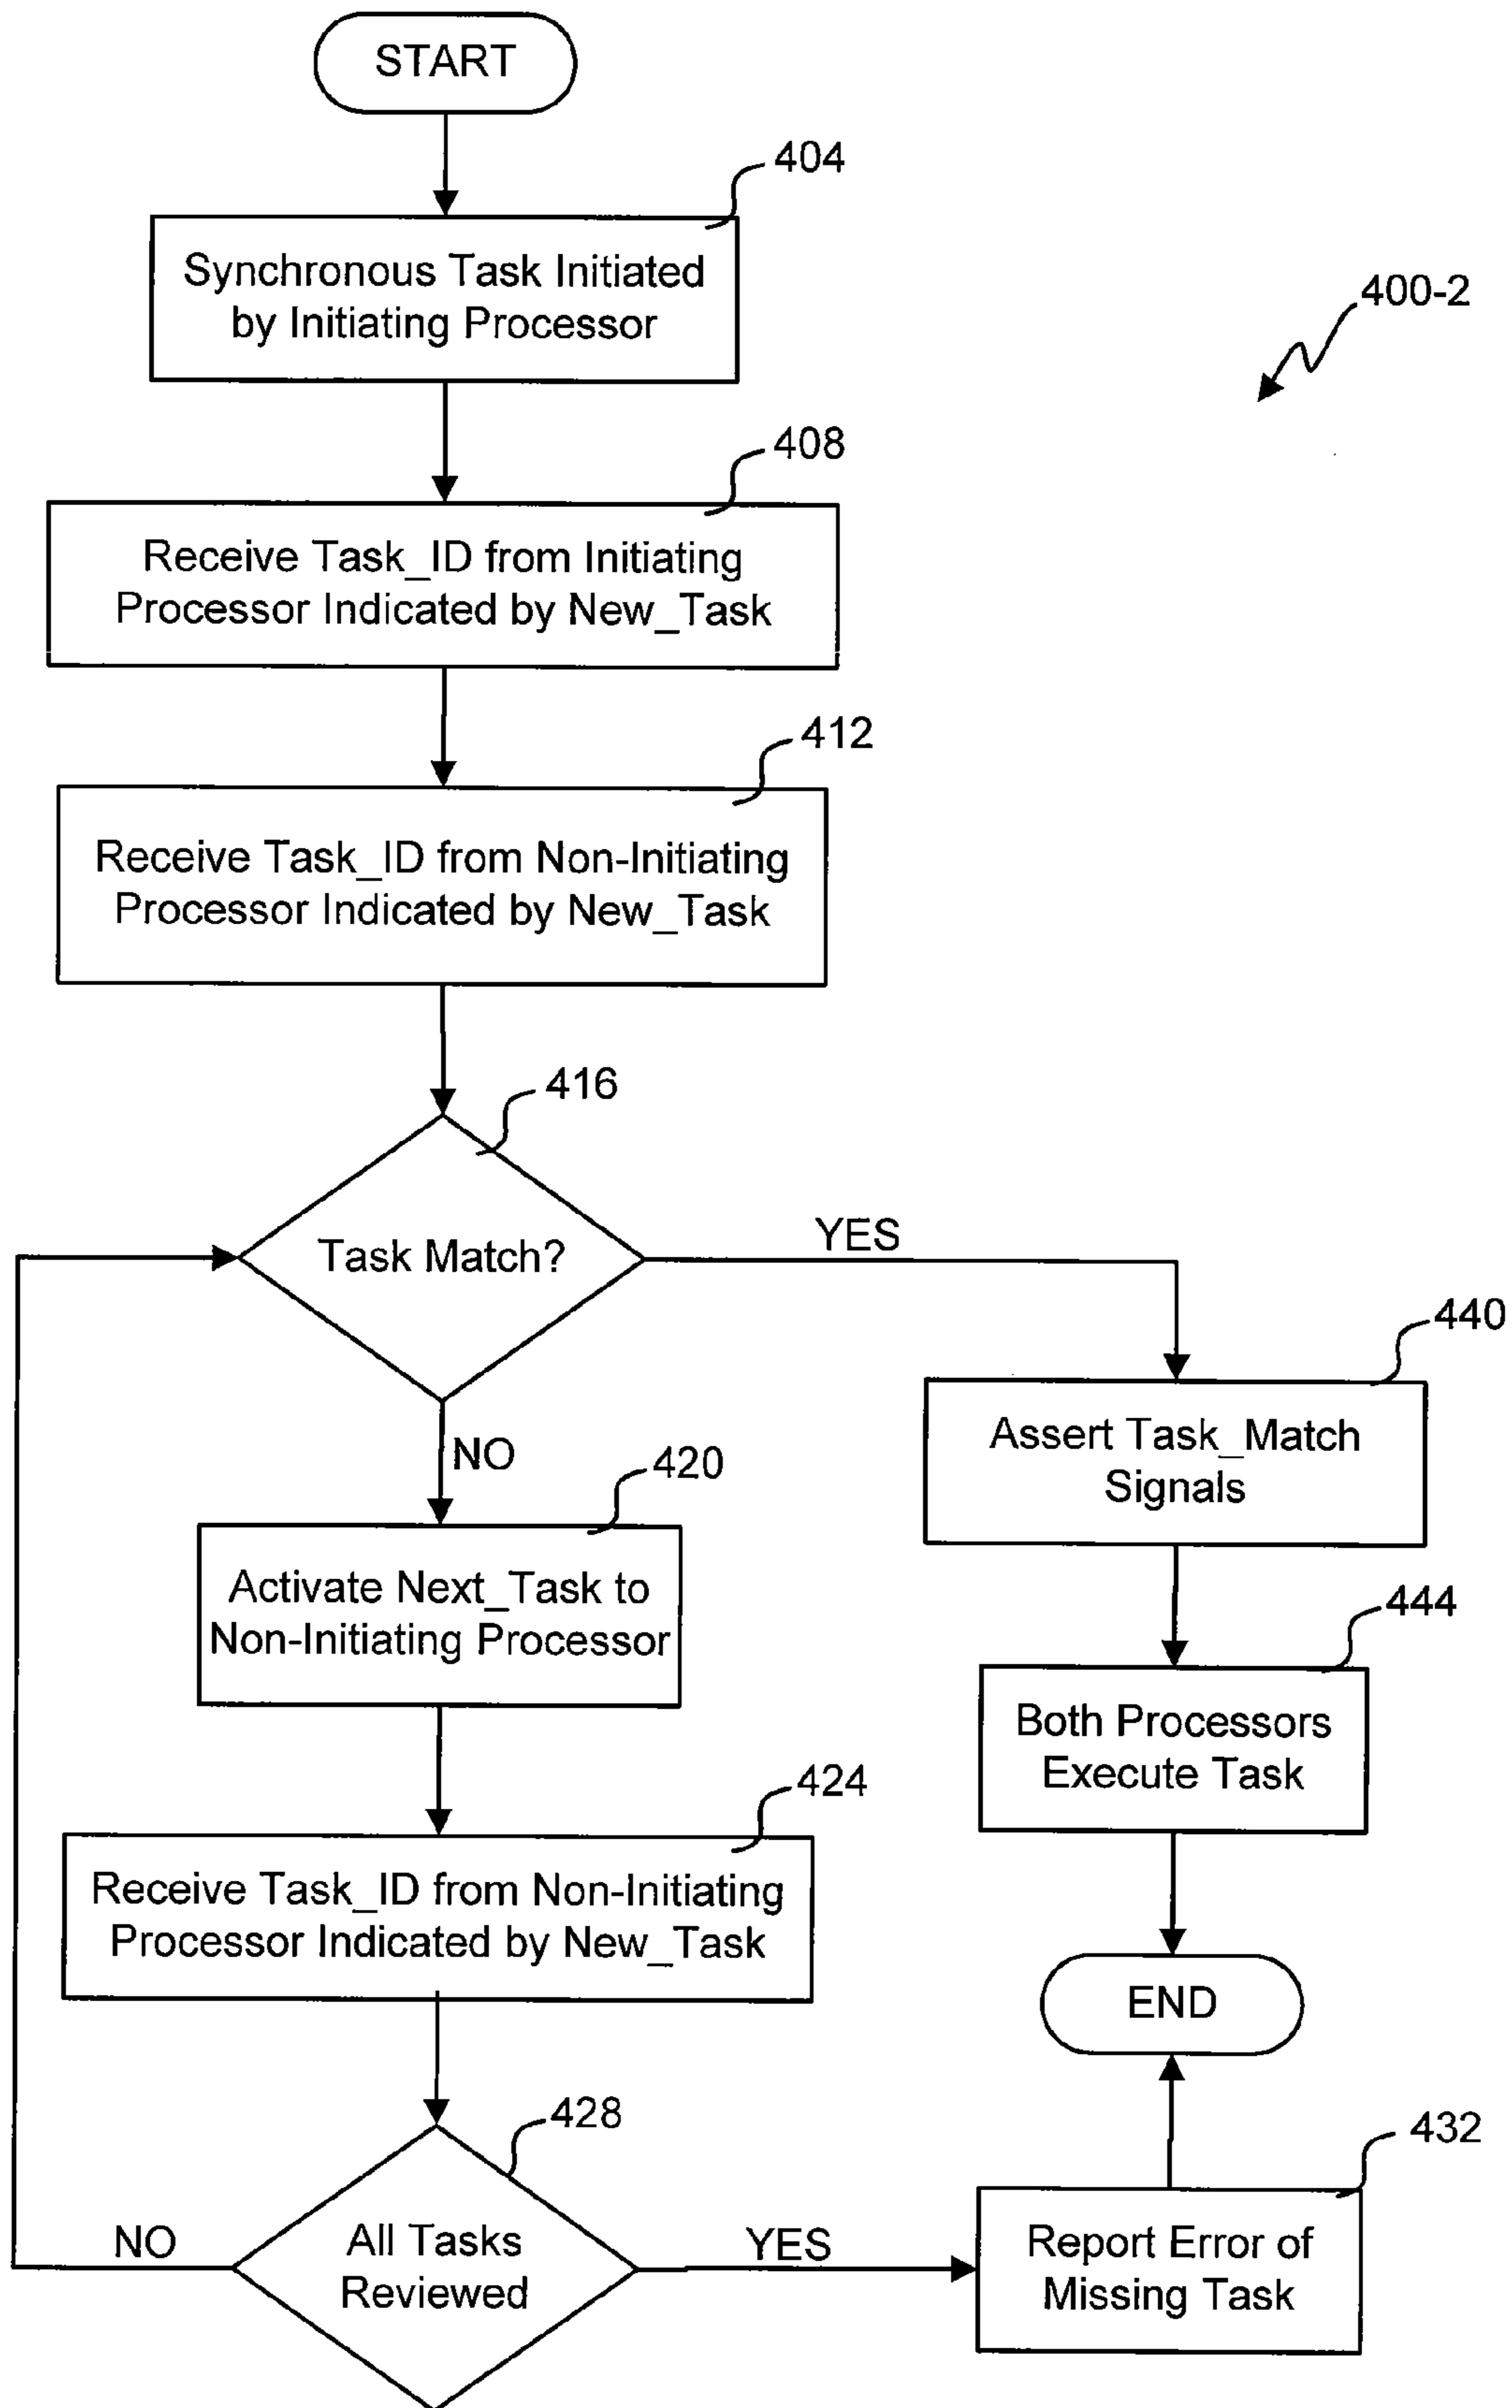 START
404
Synchronous Task Initiated
by Initiating Processor
400-2
408
Receive Task_ID from Initiating
Processor Indicated by New_Task
412
Receive Task_ID from Non-Initiating
Processor Indicated by New_Task
416
Task Match?
YES
NO
440
Assert Task_Match
Signals
420
Activate Next_Task to
Non-Initiating Processor
444
Both Processors
Execute Task
424
Receive Task_ID from Non-Initiating
Processor Indicated by New_Task
END
428
All Tasks
Reviewed
NO
YES
432
Report Error of
Missing Task